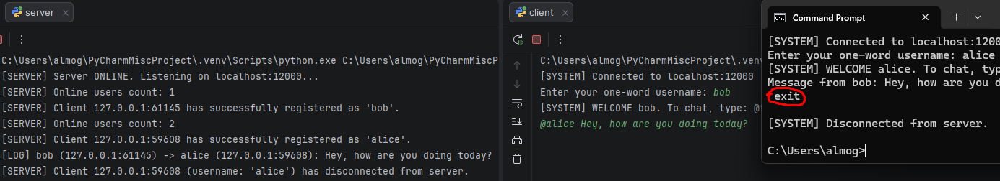 server
C:\Users\almog\PyCharmMiscProject\.venv\Scripts\python.exe C:\Users\almog\PyCharmMiscP
[SERVER] Server ONLINE. Listening on localhost:12000...
[SERVER] Online users count: 1
[SERVER] Client 127.0.0.1:61145 has successfully registered as 'bob'.
[SERVER] Online users count: 2
[SERVER] Client 127.0.0.1:59608 has successfully registered as 'alice'.
[LOG] bob (127.0.0.1:61145) -> alice (127.0.0.1:59608): Hey, how are you doing today?
[SERVER] Client 127.0.0.1:59608 (username: 'alice') has disconnected from server.
client
C:\Users\almog\PyCharmMiscProject\.ven
[SYSTEM] Connected to localhost:12000
Enter your one-word username: bob
[SYSTEM] WELCOME bob. To chat, type: @
@alice Hey, how are you doing today?
Command Prompt
[SYSTEM] Connected to localhost:1200
Enter your one-word username: alice
[SYSTEM] WELCOME alice. To chat, typ
Message from bob: Hey, how are you d
exit
[SYSTEM] Disconnected from server.
C:\Users\almog>